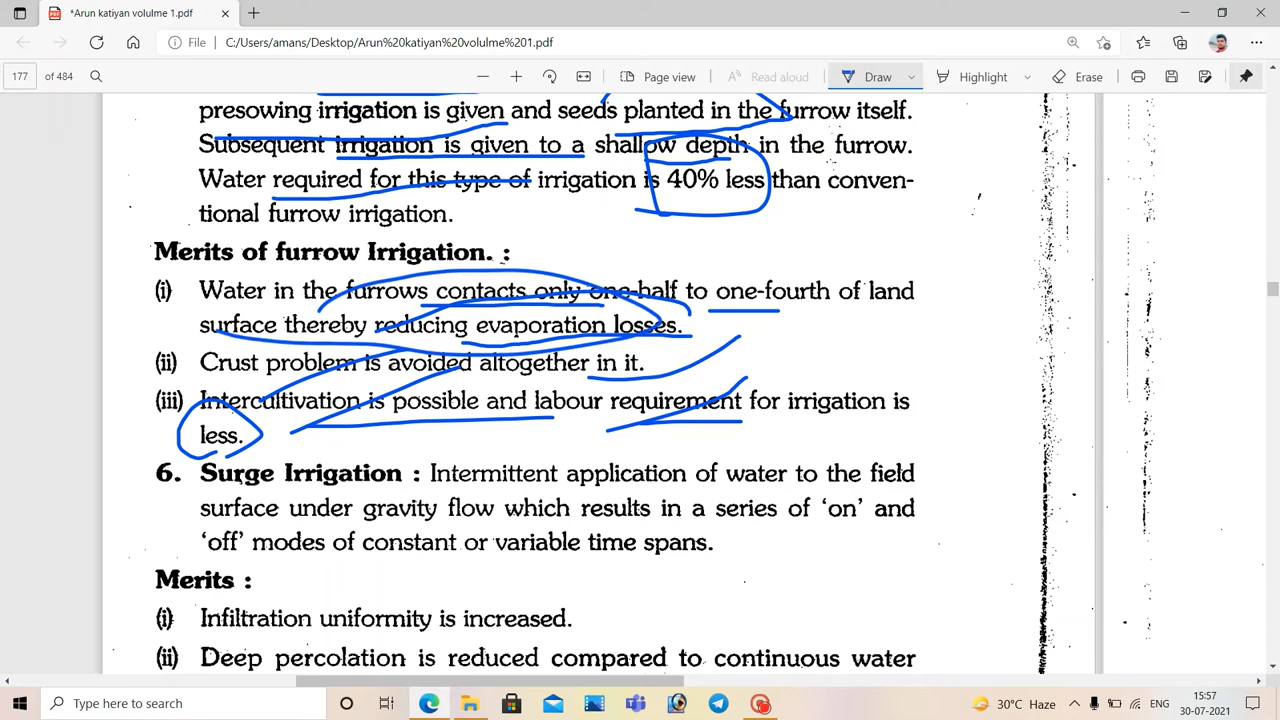 *Arun katiyan volume 1.pdf
File C:/Users/amans/Desktop/Arun%20katiyan%20volulme%201.pdf
177 of 484 Page view Read aloud Draw Highlight Erase
presowing irrigation is given and seeds planted in the furrow itself.
Subsequent irrigation is given to a shallow depth in the furrow.
Water required for this type of irrigation is 40% less than conven-
tional furrow irrigation.
Merits of furrow Irrigation. :
(i) Water in the furrows contacts only one-half to one-fourth of land
surface thereby reducing evaporation losses.
(ii) Crust problem is avoided altogether in it.
(iii) Intercultivation is possible and labour requirement for irrigation is
less.
6. Surge Irrigation : Intermittent application of water to the field
surface under gravity flow which results in a series of ‘on’ and
‘off’ modes of constant or variable time spans.
Merits :
(i) Infiltration uniformity is increased.
(ii) Deep percolation is reduced compared to continuous water
Type here to search 30°C Haze ENG 15:57
30-07-2021